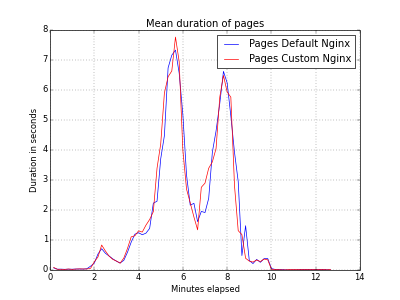 Mean duration of pages
Pages Default Nginx
Pages Custom Nginx
Duration in seconds
8
7
6
5
4
3
2
1
0
0 2 4 6 8 10 12 14
Minutes elapsed